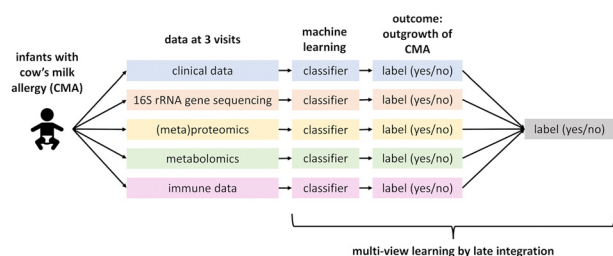 data at 3 visits
machine
learning
outcome:
outgrowth of
CMA
infants with
cow's milk
allergy (CMA)
clinical data
classifier
label (yes/no)
16S rRNA gene sequencing
classifier
label (yes/no)
(meta)proteomics
classifier
label (yes/no)
label (yes/no)
metabolomics
classifier
label (yes/no)
immune data
classifier
label (yes/no)
multi-view learning by late integration